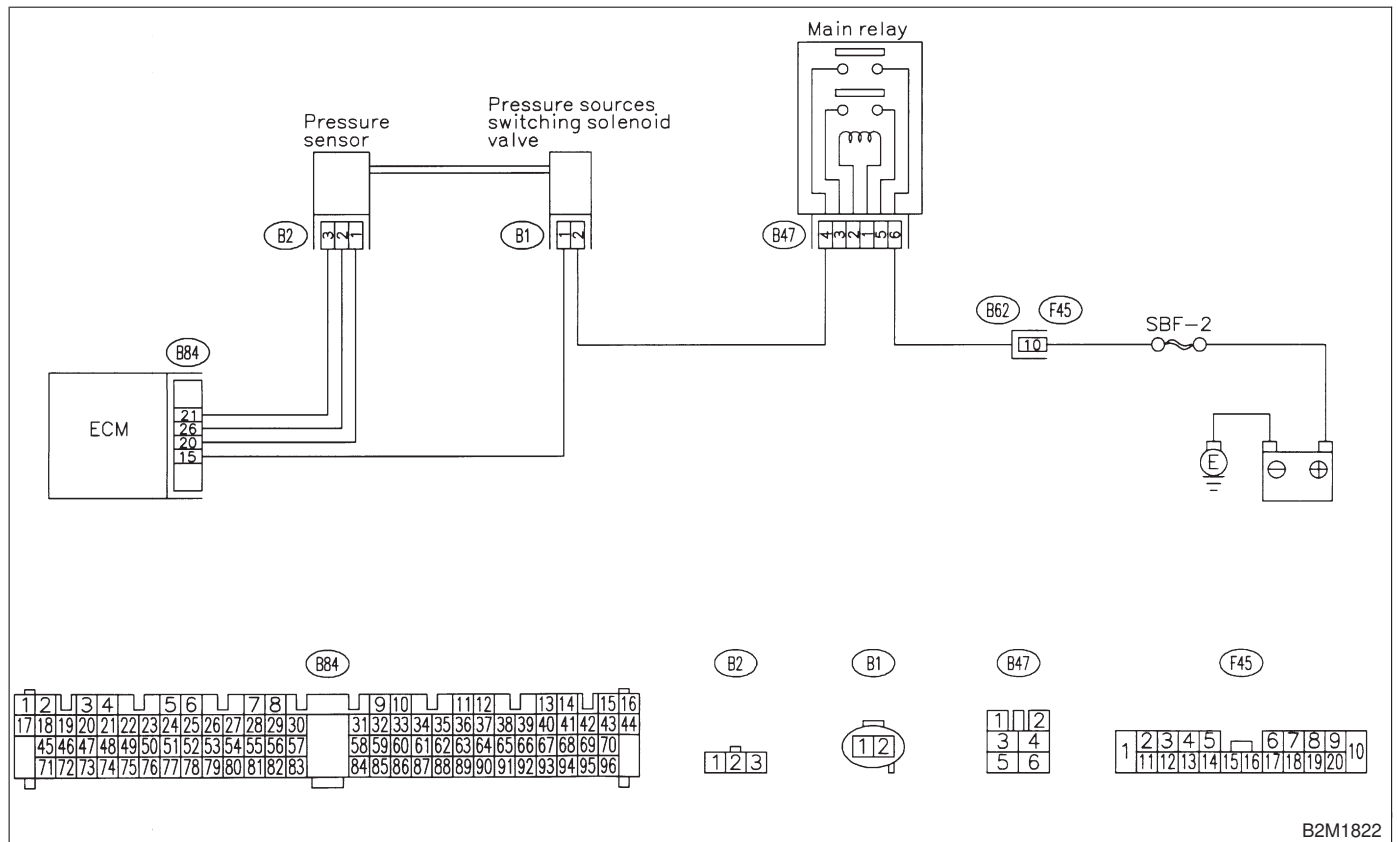 Main relay
Pressure sources
switching solenoid
valve
Pressure
sensor
B2
3 2 1
B1
1 2
B47
4 3 2 1 5 6
B62 F45
10
SBF-2
B84
ECM
21
26
20
15
E
⊖ ⊕
B84
B2
B1
B47
F45
1 2 3 4 5 6 7 8 9 10 11 12 13 14 15 16
17 18 19 20 21 22 23 24 25 26 27 28 29 30 31 32 33 34 35 36 37 38 39 40 41 42 43 44
45 46 47 48 49 50 51 52 53 54 55 56 57 58 59 60 61 62 63 64 65 66 67 68 69 70
71 72 73 74 75 76 77 78 79 80 81 82 83 84 85 86 87 88 89 90 91 92 93 94 95 96
1 2 3
1 2
1 2
3 4
5 6
1 2 3 4 5 6 7 8 9 10
11 12 13 14 15 16 17 18 19 20
B2M1822